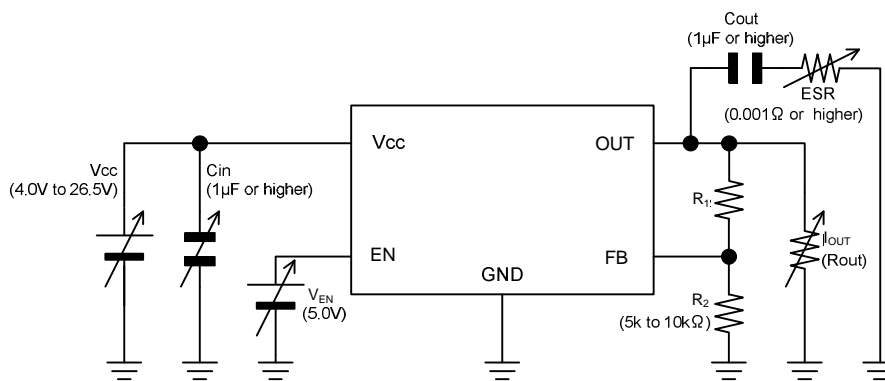 Cout
(1µF or higher)
ESR
(0.001Ω or higher)
Vcc
(4.0V to 26.5V)
Cin
(1µF or higher)
Vcc
OUT
EN
FB
GND
VEN
(5.0V)
R1
R2
(5k to 10kΩ)
IOUT
(Rout)